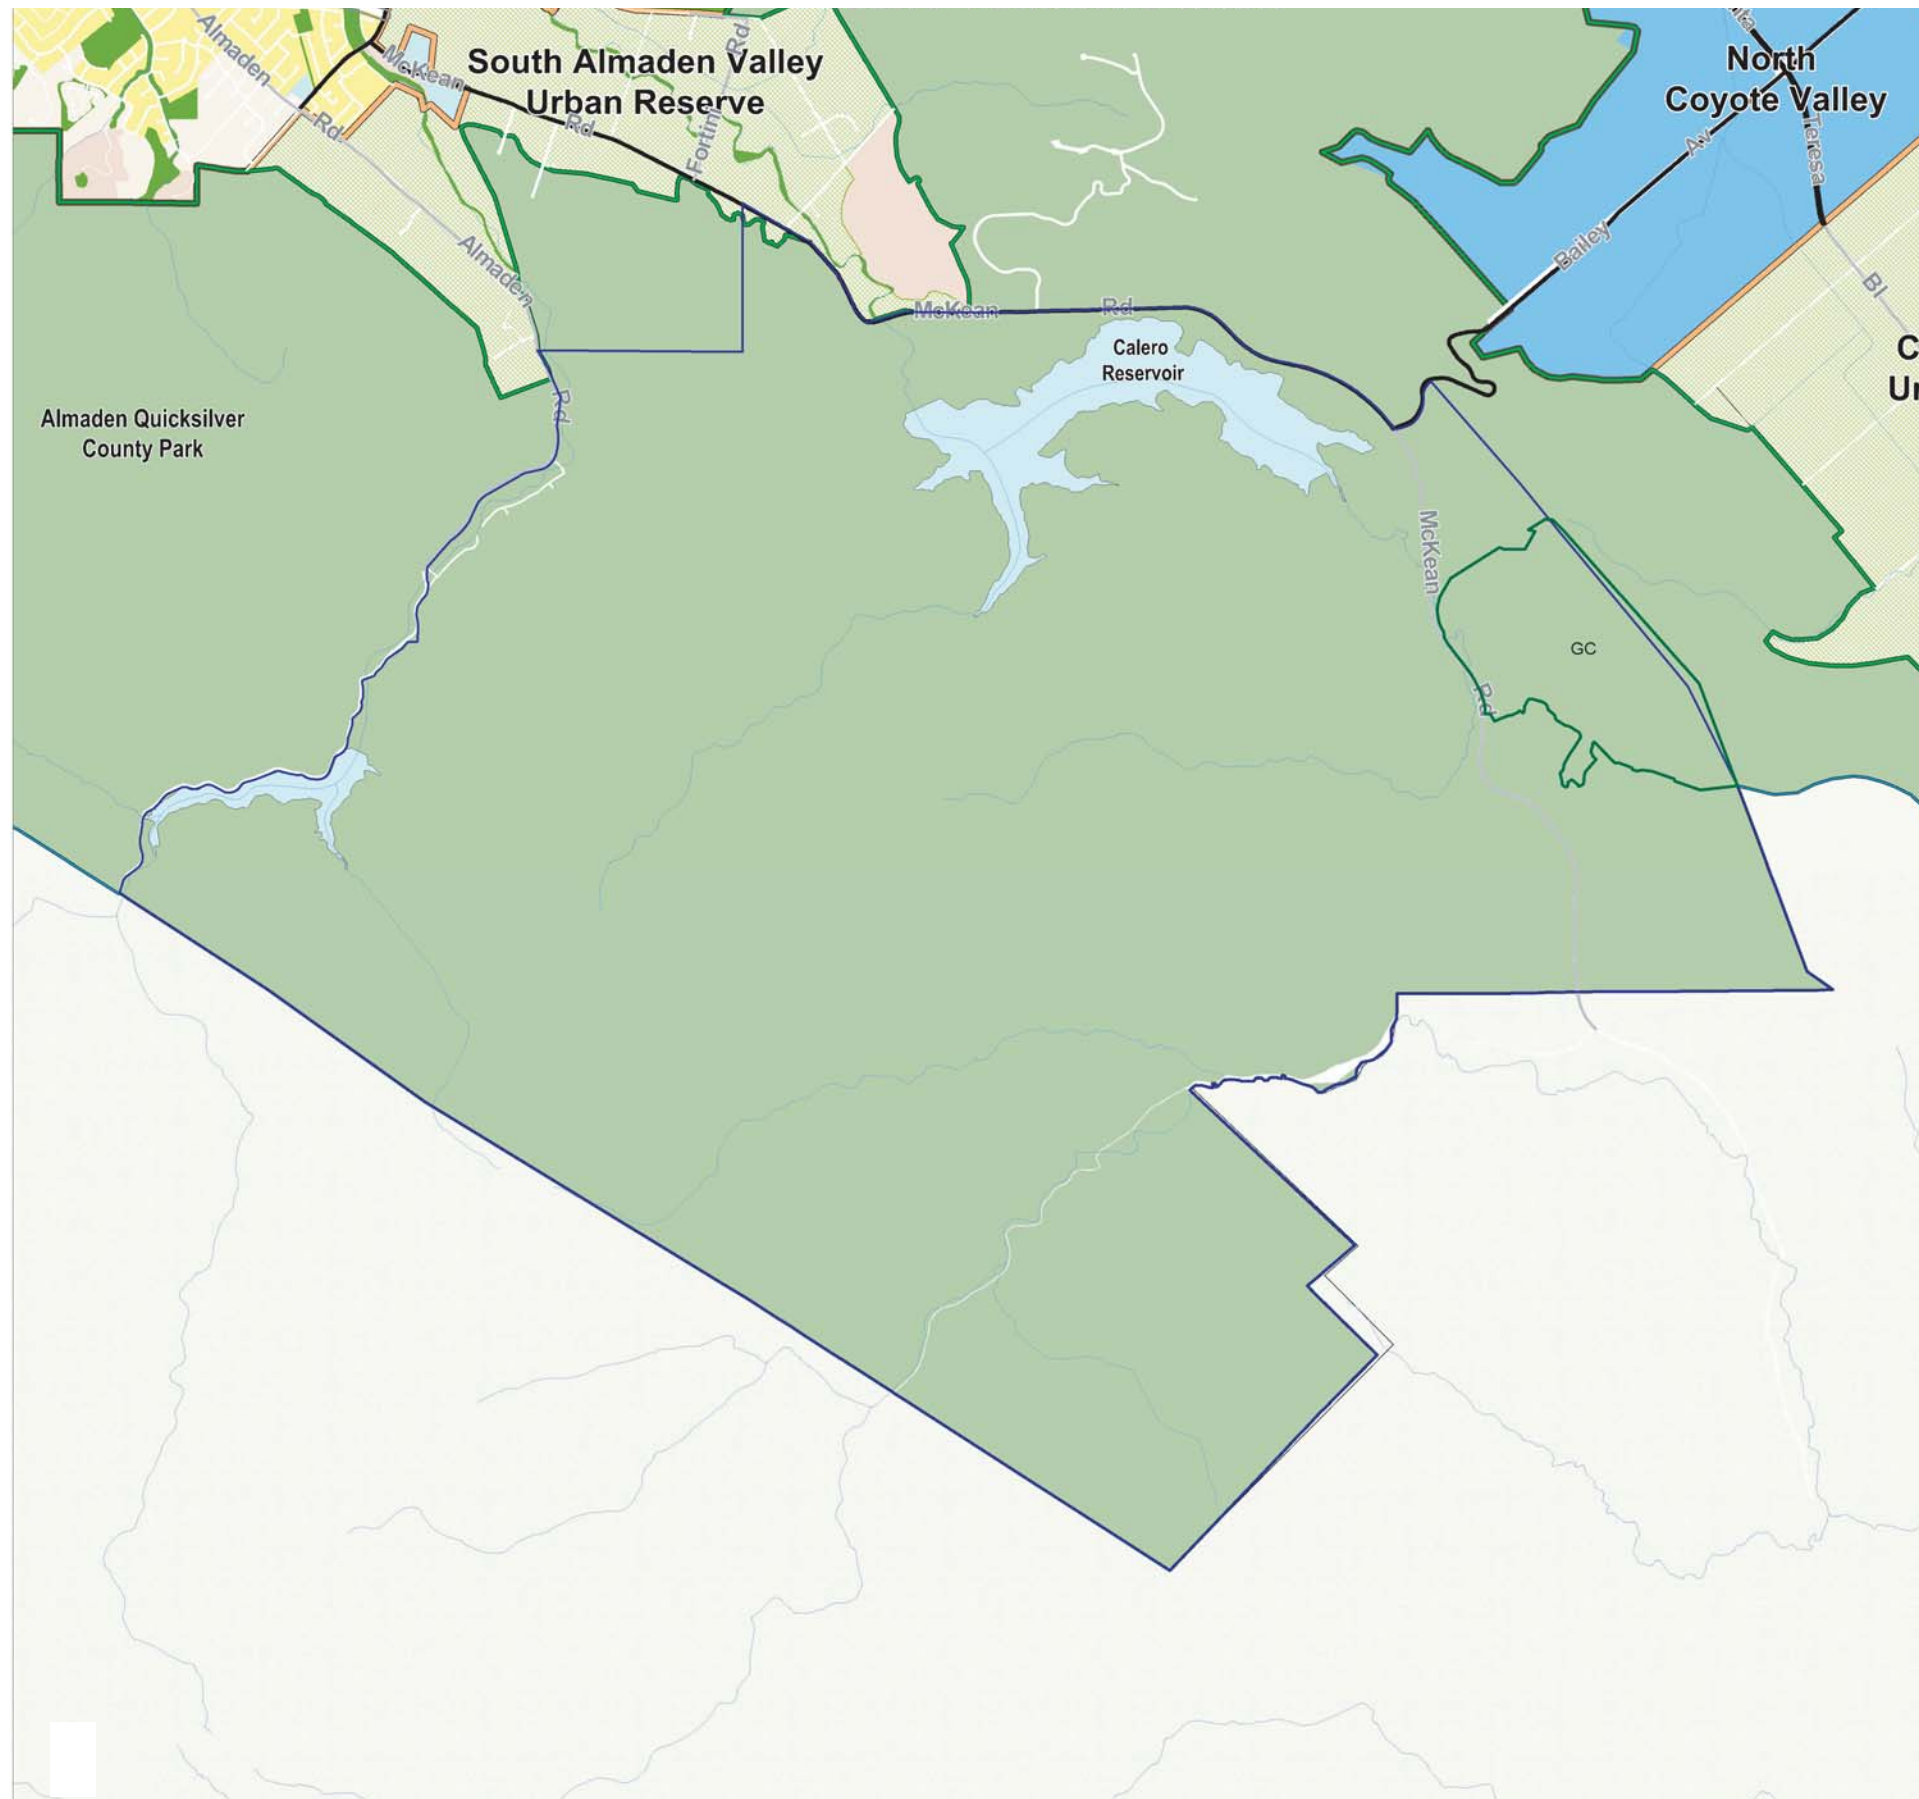 South Almaden Valley
Urban Reserve
North
Coyote Valley
Almaden
Rd
McKean
Rd
Fortini
Rd
Almaden
Rd
McKean
Rd
Bailey
Av
Teresa
Bl
C
Ur
Calero
Reservoir
Almaden Quicksilver
County Park
McKean
Rd
GC